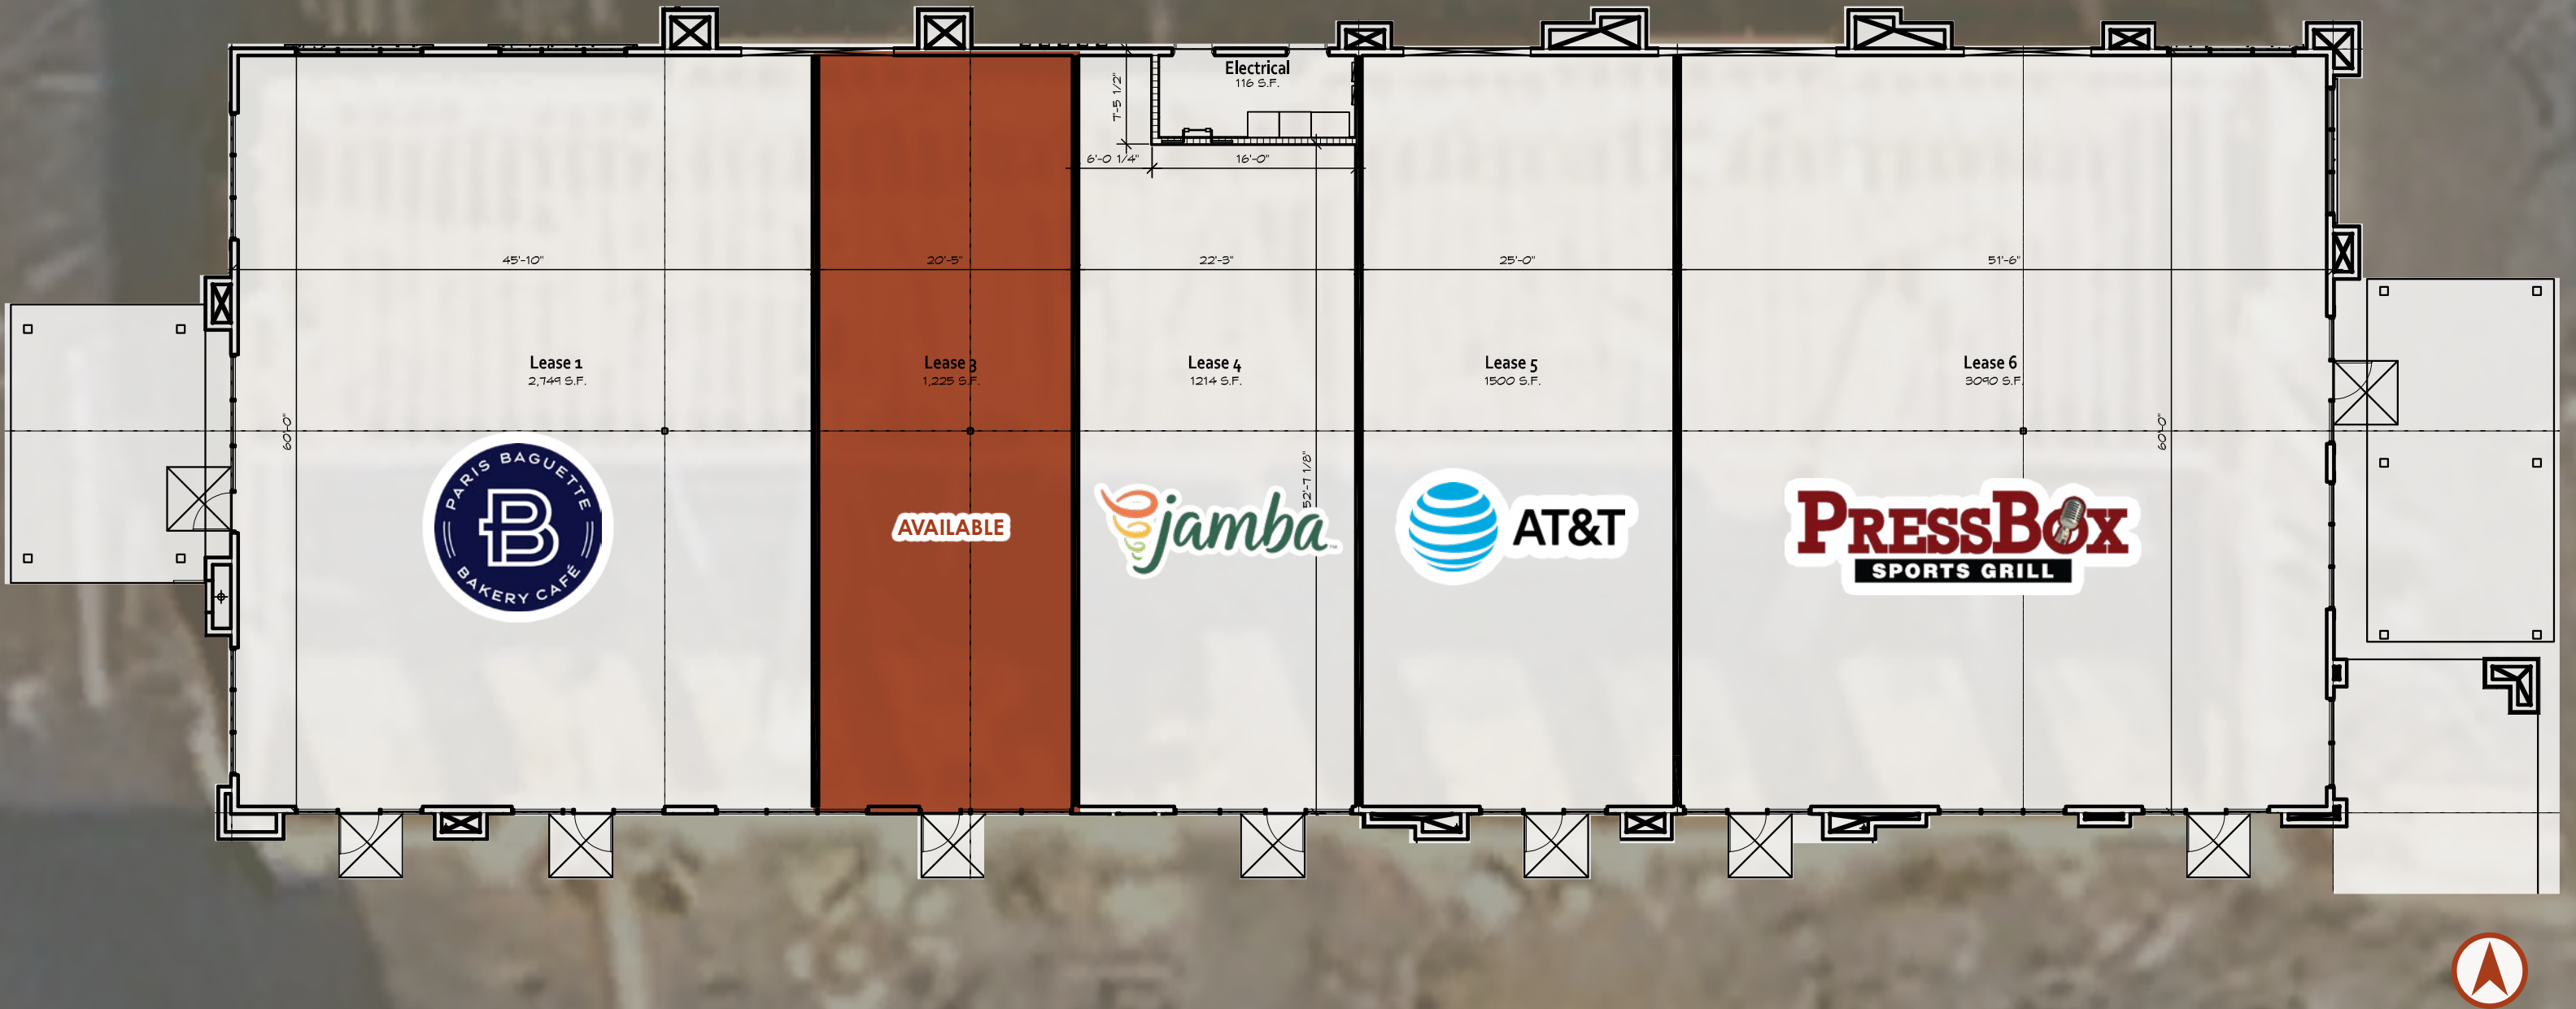 Electrical
116 S.F.
7'-5 1/2"
6'-0 1/4"
16'-0"
45'-10"
20'-5"
22'-3"
25'-0"
51'-6"
Lease 1
2,749 S.F.
Lease 3
1,225 S.F.
Lease 4
1214 S.F.
Lease 5
1500 S.F.
Lease 6
3090 S.F.
60'-0"
60'-0"
52'-7 1/8"
PARIS BAGUETTE
B
BAKERY CAFÉ
AVAILABLE
jamba™
AT&T
PRESSBOX
SPORTS GRILL